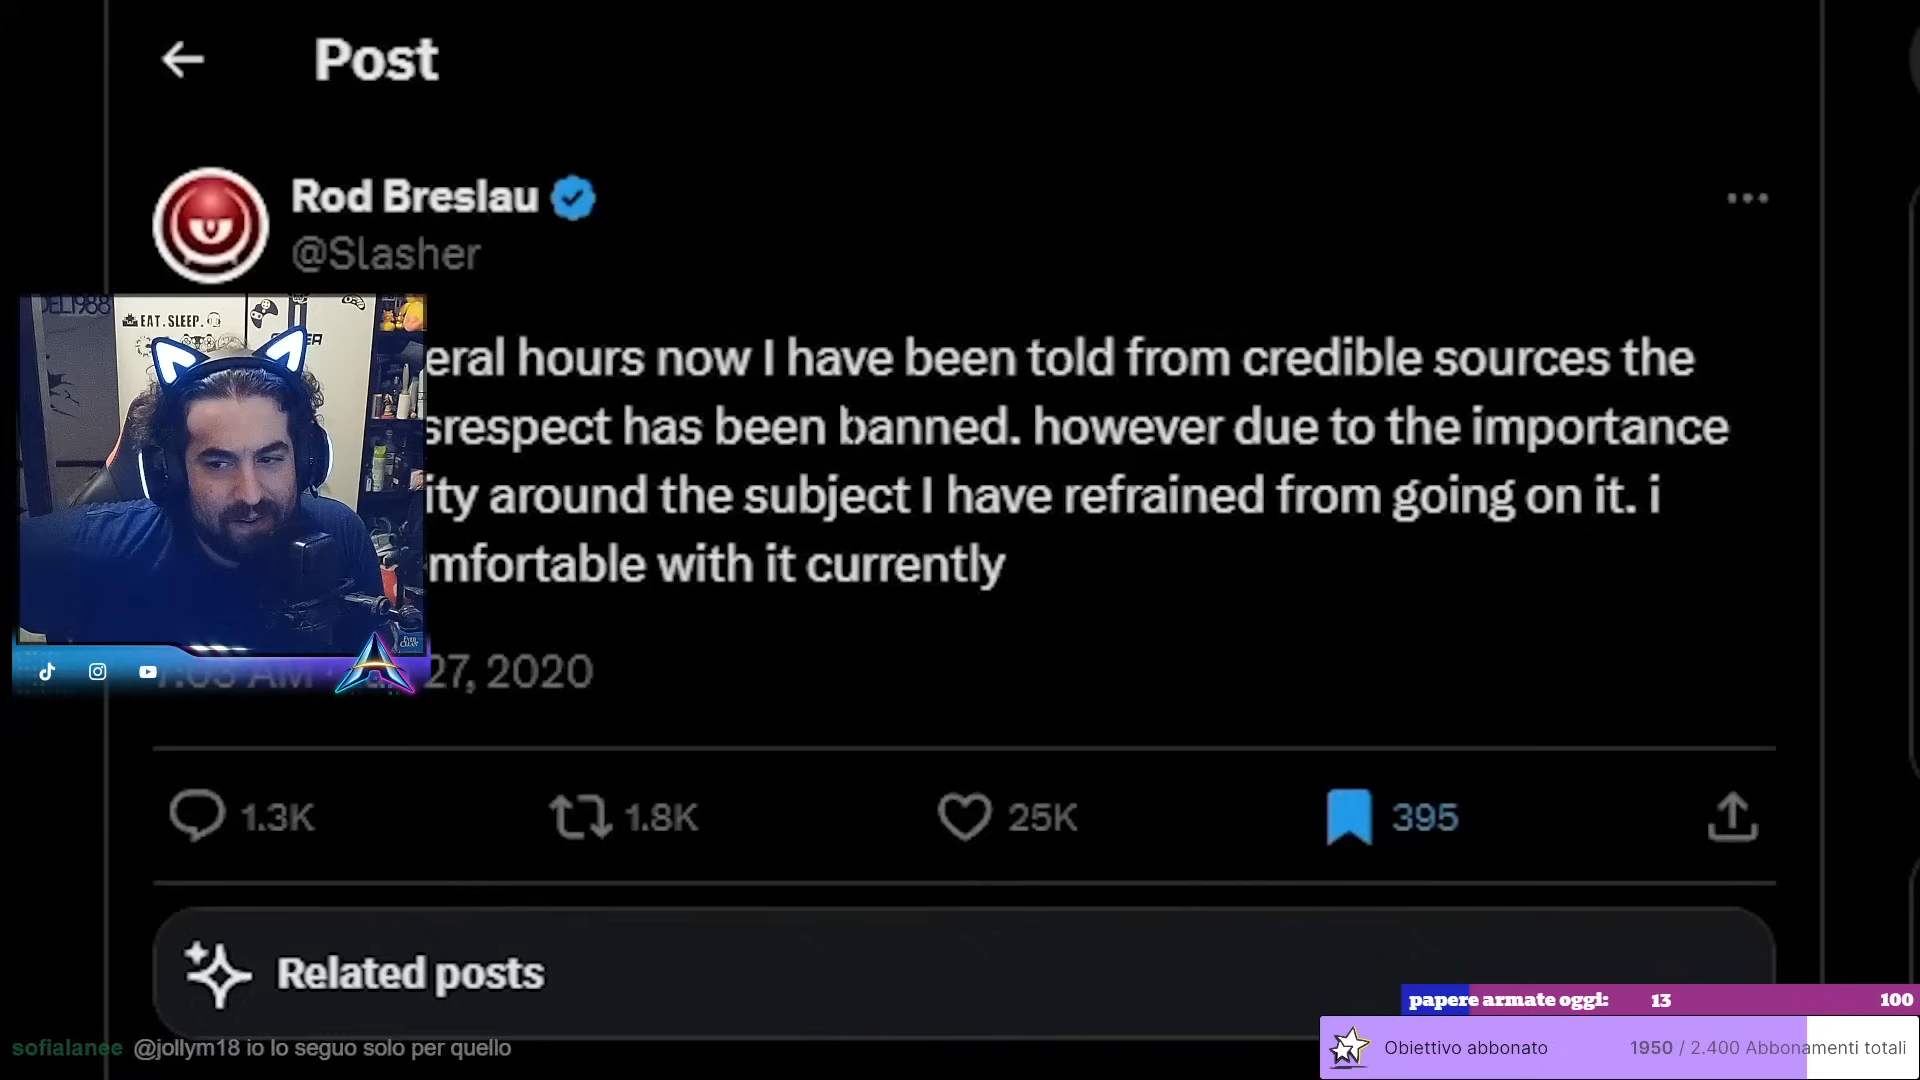 Post
Rod Breslau
@Slasher
eral hours now I have been told from credible sources the
srespect has been banned. however due to the importance
ity around the subject I have refrained from going on it. i
mfortable with it currently
27, 2020
1.3K 1.8K 25K 395
Related posts
EAT.SLEEP.
papere armate oggi: 13 100
Obiettivo abbonato 1950 / 2.400 Abbonamenti totali
sofialanee @jollym18 io lo seguo solo per quello